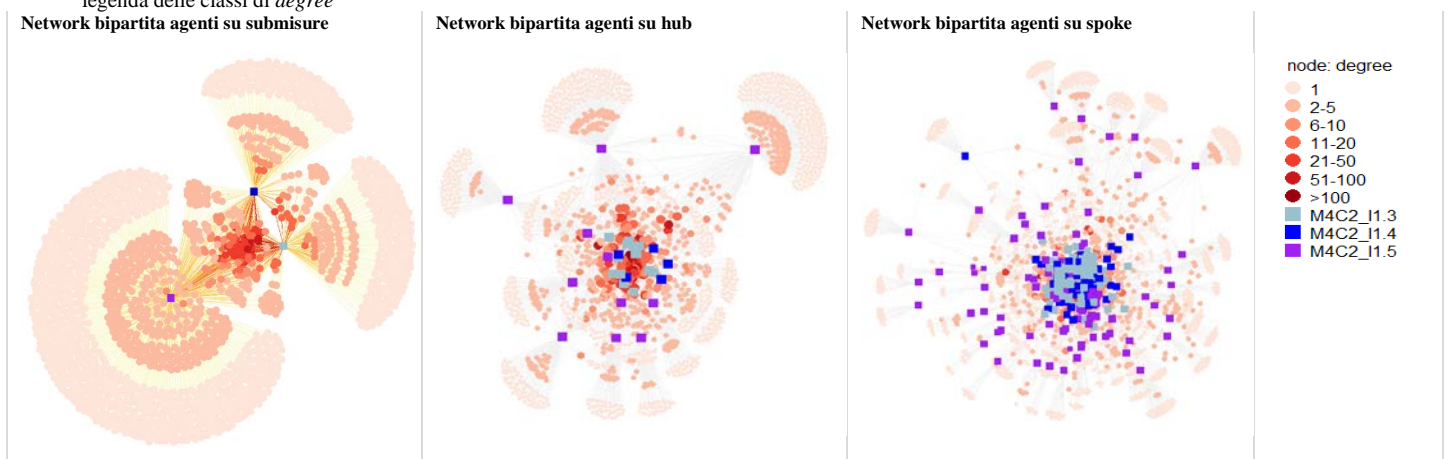 legenda delle classi di degree
Network bipartita agenti su submisure
Network bipartita agenti su hub
Network bipartita agenti su spoke
node: degree
1
2-5
6-10
11-20
21-50
51-100
>100
M4C2_I1.3
M4C2_I1.4
M4C2_I1.5